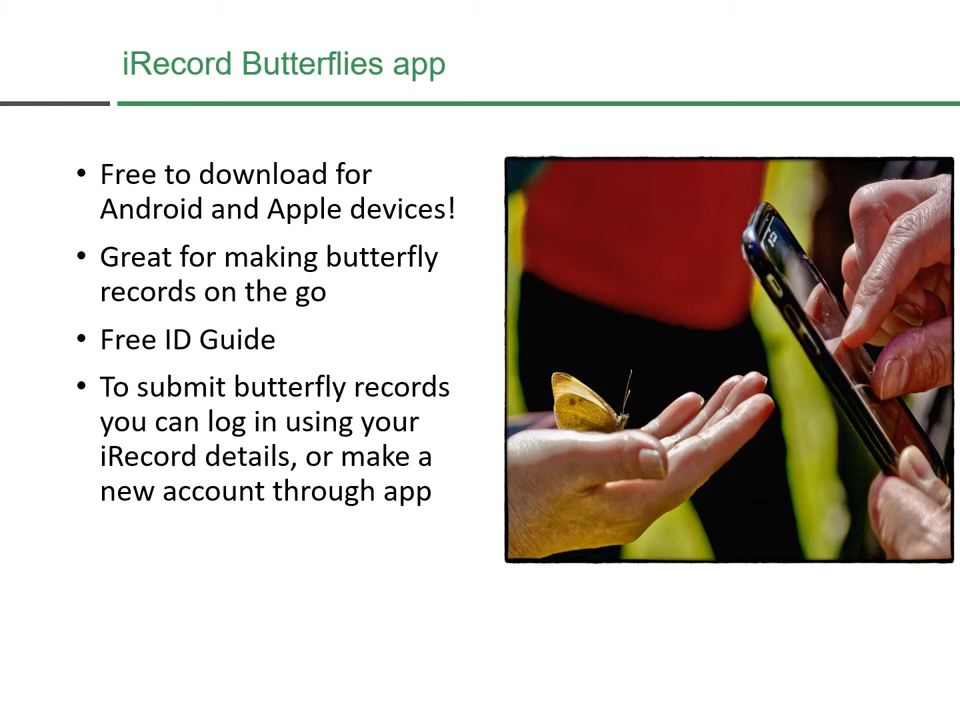 iRecord Butterflies app
• Free to download for
Android and Apple devices!
• Great for making butterfly
records on the go
• Free ID Guide
• To submit butterfly records
you can log in using your
iRecord details, or make a
new account through app